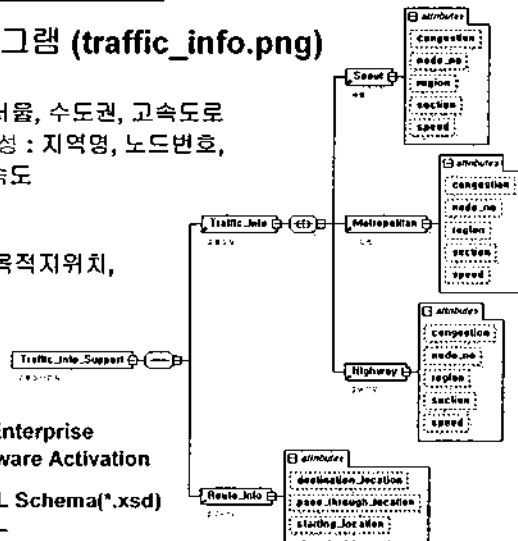 그램 (traffic_info.png)
서울, 수도권, 고속도로
성 : 지역명, 노드번호,
속도
목적지위치,
Enterprise
ware Activation
L Schema(*.xsd)
Traffic_Info_Support
Traffic_Info
Route_Info
Seoul
attributes
congestion
node_no
region
section
speed
Metropolitan
attributes
congestion
node_no
region
section
speed
Highway
attributes
congestion
node_no
region
section
speed
attributes
destination_location
pass_through_location
starting_location